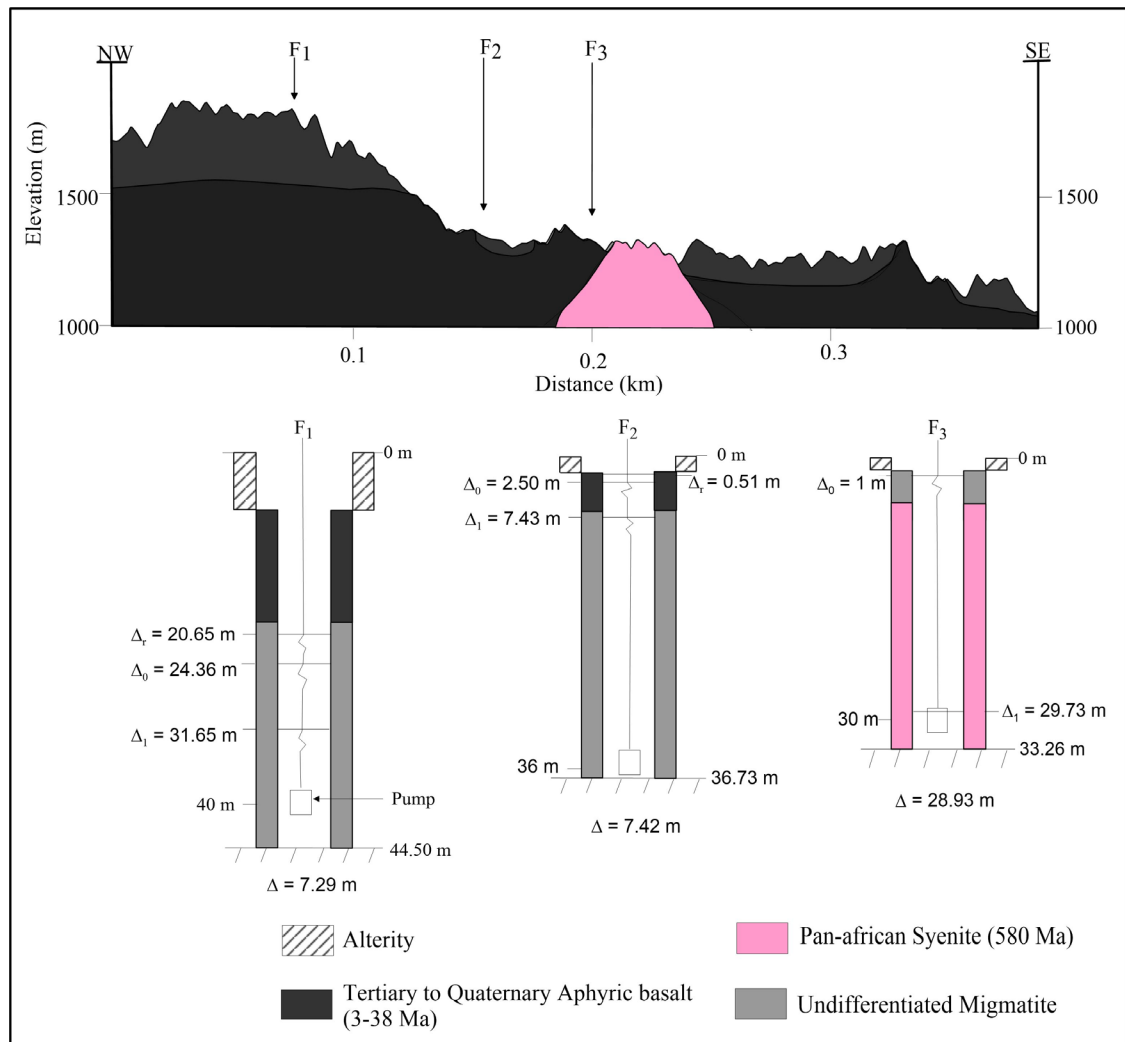 NW
F1
F2
F3
SE
Elevation (m)
1500
1500
1000
1000
0.1
0.2
0.3
Distance (km)
F1
0 m
Δr = 20.65 m
Δ0 = 24.36 m
Δ1 = 31.65 m
40 m
Pump
44.50 m
Δ = 7.29 m
F2
0 m
Δ0 = 2.50 m
Δr = 0.51 m
Δ1 = 7.43 m
36 m
36.73 m
Δ = 7.42 m
F3
0 m
Δ0 = 1 m
30 m
Δ1 = 29.73 m
33.26 m
Δ = 28.93 m
Alterity
Pan-african Syenite (580 Ma)
Tertiary to Quaternary Aphyric basalt
(3-38 Ma)
Undifferentiated Migmatite